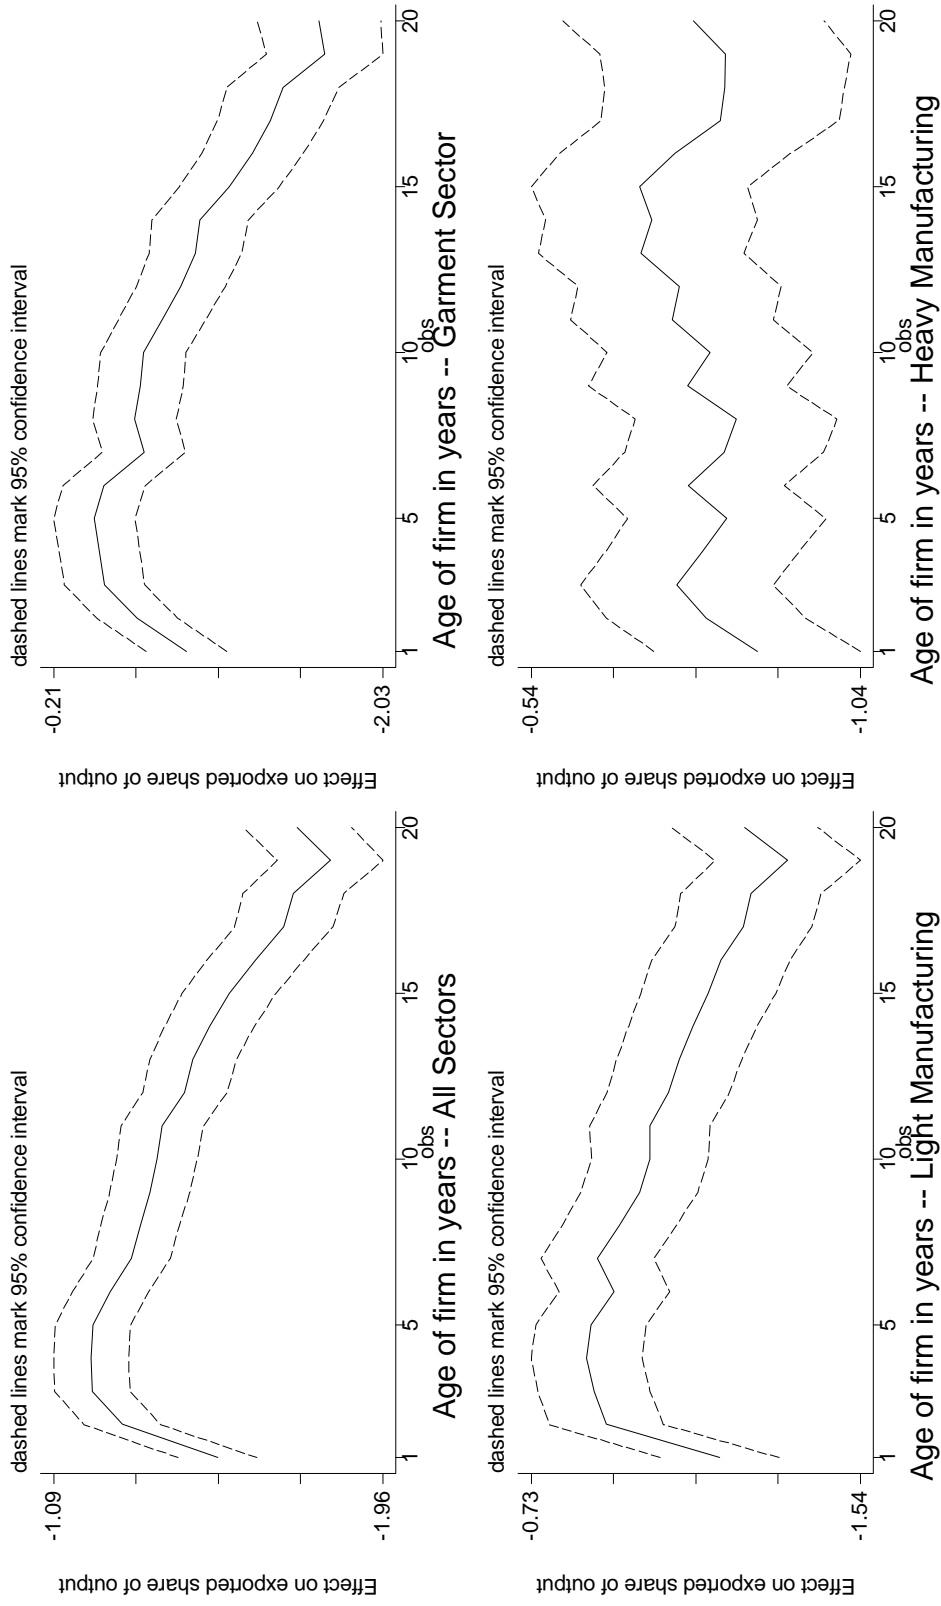 dashed lines mark 95% confidence interval
Effect on exported share of output
-1.09
-1.96
1 5 10 15 20
obs
Age of firm in years -- All Sectors
dashed lines mark 95% confidence interval
Effect on exported share of output
-0.21
-2.03
1 5 10 15 20
obs
Age of firm in years -- Garment Sector
Effect on exported share of output
-0.73
-1.54
dashed lines mark 95% confidence interval
1 5 10 15 20
obs
Age of firm in years -- Light Manufacturing
dashed lines mark 95% confidence interval
Effect on exported share of output
-0.54
-1.04
1 5 10 15 20
obs
Age of firm in years -- Heavy Manufacturing